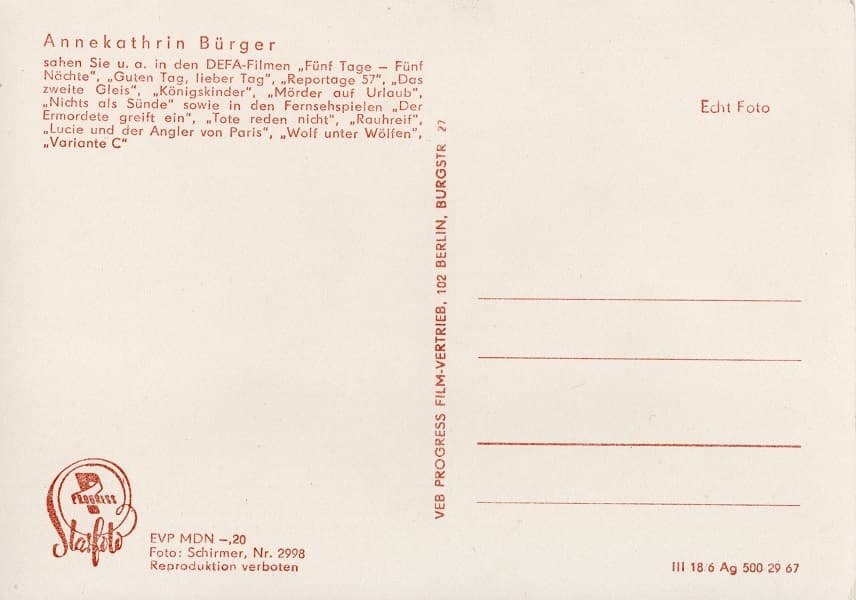 Annekathrin Bürger
sahen Sie u. a. in den DEFA-Filmen „Fünf Tage – Fünf
Nächte“, „Guten Tag, lieber Tag“, „Reportage 57“, „Das
zweite Gleis“, „Königskinder“, „Mörder auf Urlaub“,
„Nichts als Sünde“ sowie in den Fernsehspielen „Der
Ermordete greift ein“, „Tote reden nicht“, „Rauhreif“,
„Lucie und der Angler von Paris“, „Wolf unter Wölfen“,
„Variante C“
Echt Foto
VEB PROGRESS FILM-VERTRIEB, 102 BERLIN, BURGSTR 27
PROGRESS
Starfoto
EVP MDN –,20
Foto: Schirmer, Nr. 2998
Reproduktion verboten
III 18/6 Ag 500 29 67